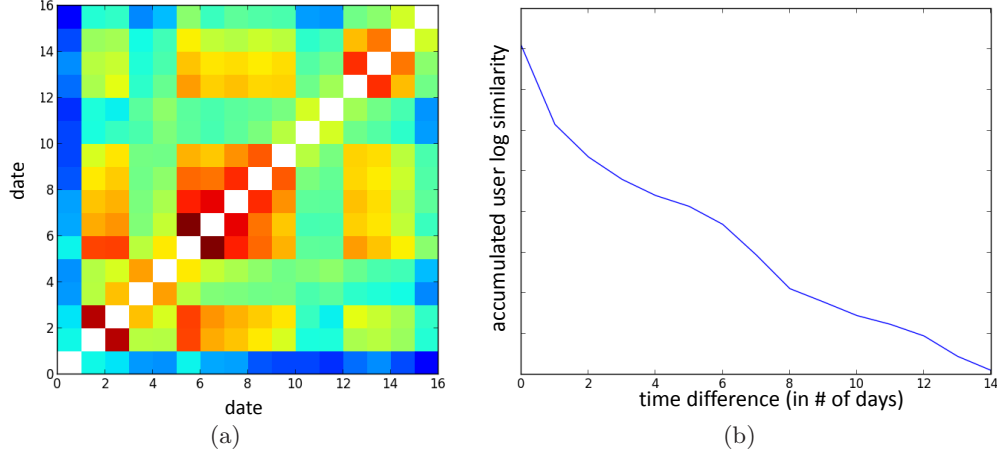 16
14
12
10
8
6
4
2
0
date
0 2 4 6 8 10 12 14 16
date
(a)
accumulated user log similarity
0 2 4 6 8 10 12 14
time difference (in # of days)
(b)